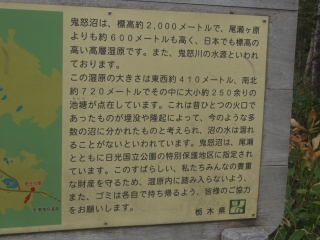 鬼怒沼は、標高約2,000メートルで、尾瀬ヶ原
よりも約600メートルも高く、日本でも標高の
高い高層湿原です。また、鬼怒川の水源といわれ
ております。
この湿原の大きさは東西約410メートル、南北
約720メートルでその中に大小約250余りの
池塘が点在しています。これは昔ひとつの火口で
あったものが埋没や隆起によって、今のような多
数の沼に分かれたものと考えられ、沼の水は涸れ
ることがないといわれています。鬼怒沼は、尾瀬
とともに日光国立公園の特別保護地区に指定され
ています。このすばらしい、私たちみんなの貴重
な財産を守るため、湿原内に踏み入らないよう、
また、ゴミは各自で持ち帰るよう、皆様のご協力
をお願いします。
栃木県